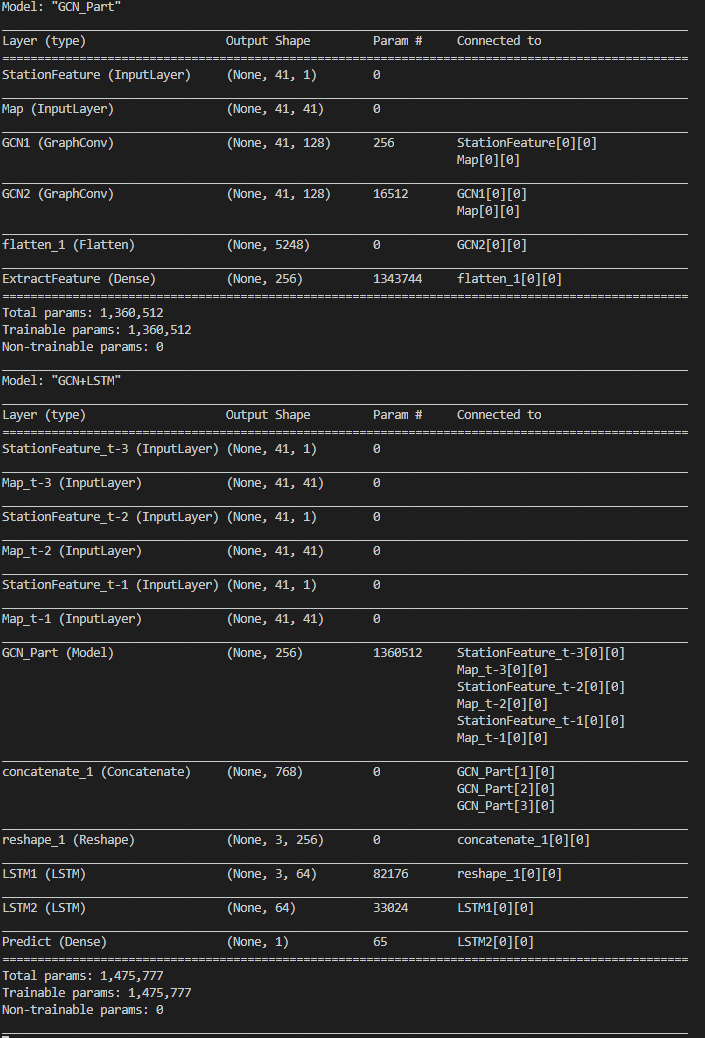 Model: "GCN_Part"
Layer (type) Output Shape Param # Connected to
StationFeature (InputLayer) (None, 41, 1) 0
Map (InputLayer) (None, 41, 41) 0
GCN1 (GraphConv) (None, 41, 128) 256 StationFeature[0][0]
Map[0][0]
GCN2 (GraphConv) (None, 41, 128) 16512 GCN1[0][0]
Map[0][0]
flatten_1 (Flatten) (None, 5248) 0 GCN2[0][0]
ExtractFeature (Dense) (None, 256) 1343744 flatten_1[0][0]
Total params: 1,360,512
Trainable params: 1,360,512
Non-trainable params: 0
Model: "GCN+LSTM"
Layer (type) Output Shape Param # Connected to
StationFeature_t-3 (InputLayer) (None, 41, 1) 0
Map_t-3 (InputLayer) (None, 41, 41) 0
StationFeature_t-2 (InputLayer) (None, 41, 1) 0
Map_t-2 (InputLayer) (None, 41, 41) 0
StationFeature_t-1 (InputLayer) (None, 41, 1) 0
Map_t-1 (InputLayer) (None, 41, 41) 0
GCN_Part (Model) (None, 256) 1360512 StationFeature_t-3[0][0]
Map_t-3[0][0]
StationFeature_t-2[0][0]
Map_t-2[0][0]
StationFeature_t-1[0][0]
Map_t-1[0][0]
concatenate_1 (Concatenate) (None, 768) 0 GCN_Part[1][0]
GCN_Part[2][0]
GCN_Part[3][0]
reshape_1 (Reshape) (None, 3, 256) 0 concatenate_1[0][0]
LSTM1 (LSTM) (None, 3, 64) 82176 reshape_1[0][0]
LSTM2 (LSTM) (None, 64) 33024 LSTM1[0][0]
Predict (Dense) (None, 1) 65 LSTM2[0][0]
Total params: 1,475,777
Trainable params: 1,475,777
Non-trainable params: 0